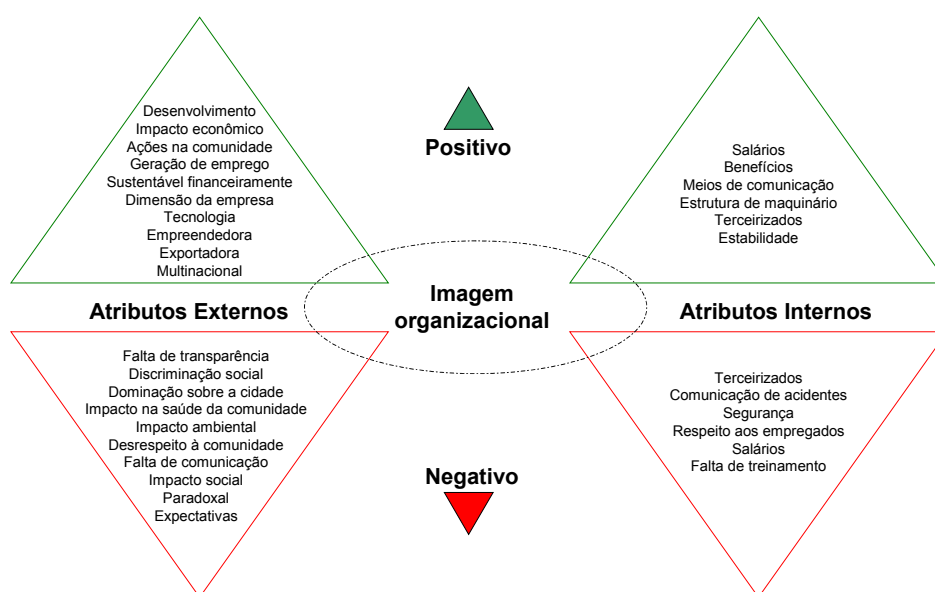 Desenvolvimento
Impacto econômico
Ações na comunidade
Geração de emprego
Sustentável financeiramente
Dimensão da empresa
Tecnologia
Empreendedora
Exportadora
Multinacional
Positivo
Salários
Benefícios
Meios de comunicação
Estrutura de maquinário
Terceirizados
Estabilidade
Atributos Externos
Imagem
organizacional
Atributos Internos
Falta de transparência
Discriminação social
Dominação sobre a cidade
Impacto na saúde da comunidade
Impacto ambiental
Desrespeito à comunidade
Falta de comunicação
Impacto social
Paradoxal
Expectativas
Negativo
Terceirizados
Comunicação de acidentes
Segurança
Respeito aos empregados
Salários
Falta de treinamento